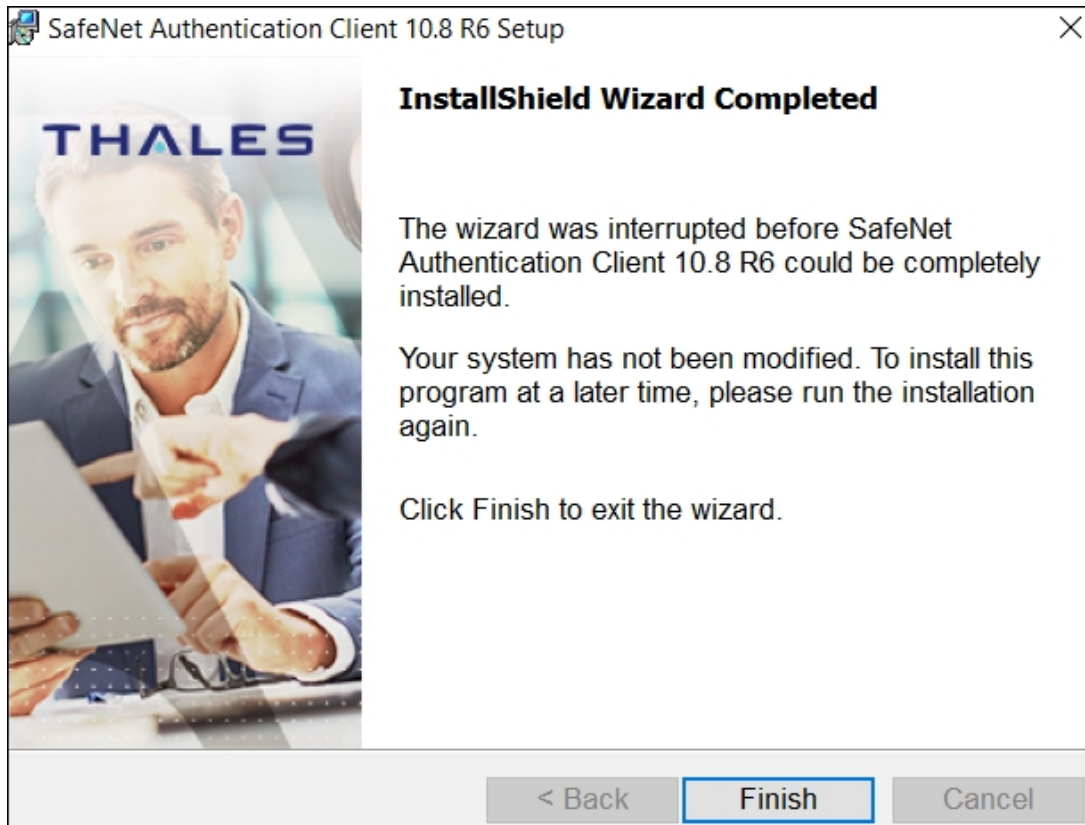 SafeNet Authentication Client 10.8 R6 Setup
THALES
InstallShield Wizard Completed
The wizard was interrupted before SafeNet
Authentication Client 10.8 R6 could be completely
installed.
Your system has not been modified. To install this
program at a later time, please run the installation
again.
Click Finish to exit the wizard.
< Back
Finish
Cancel